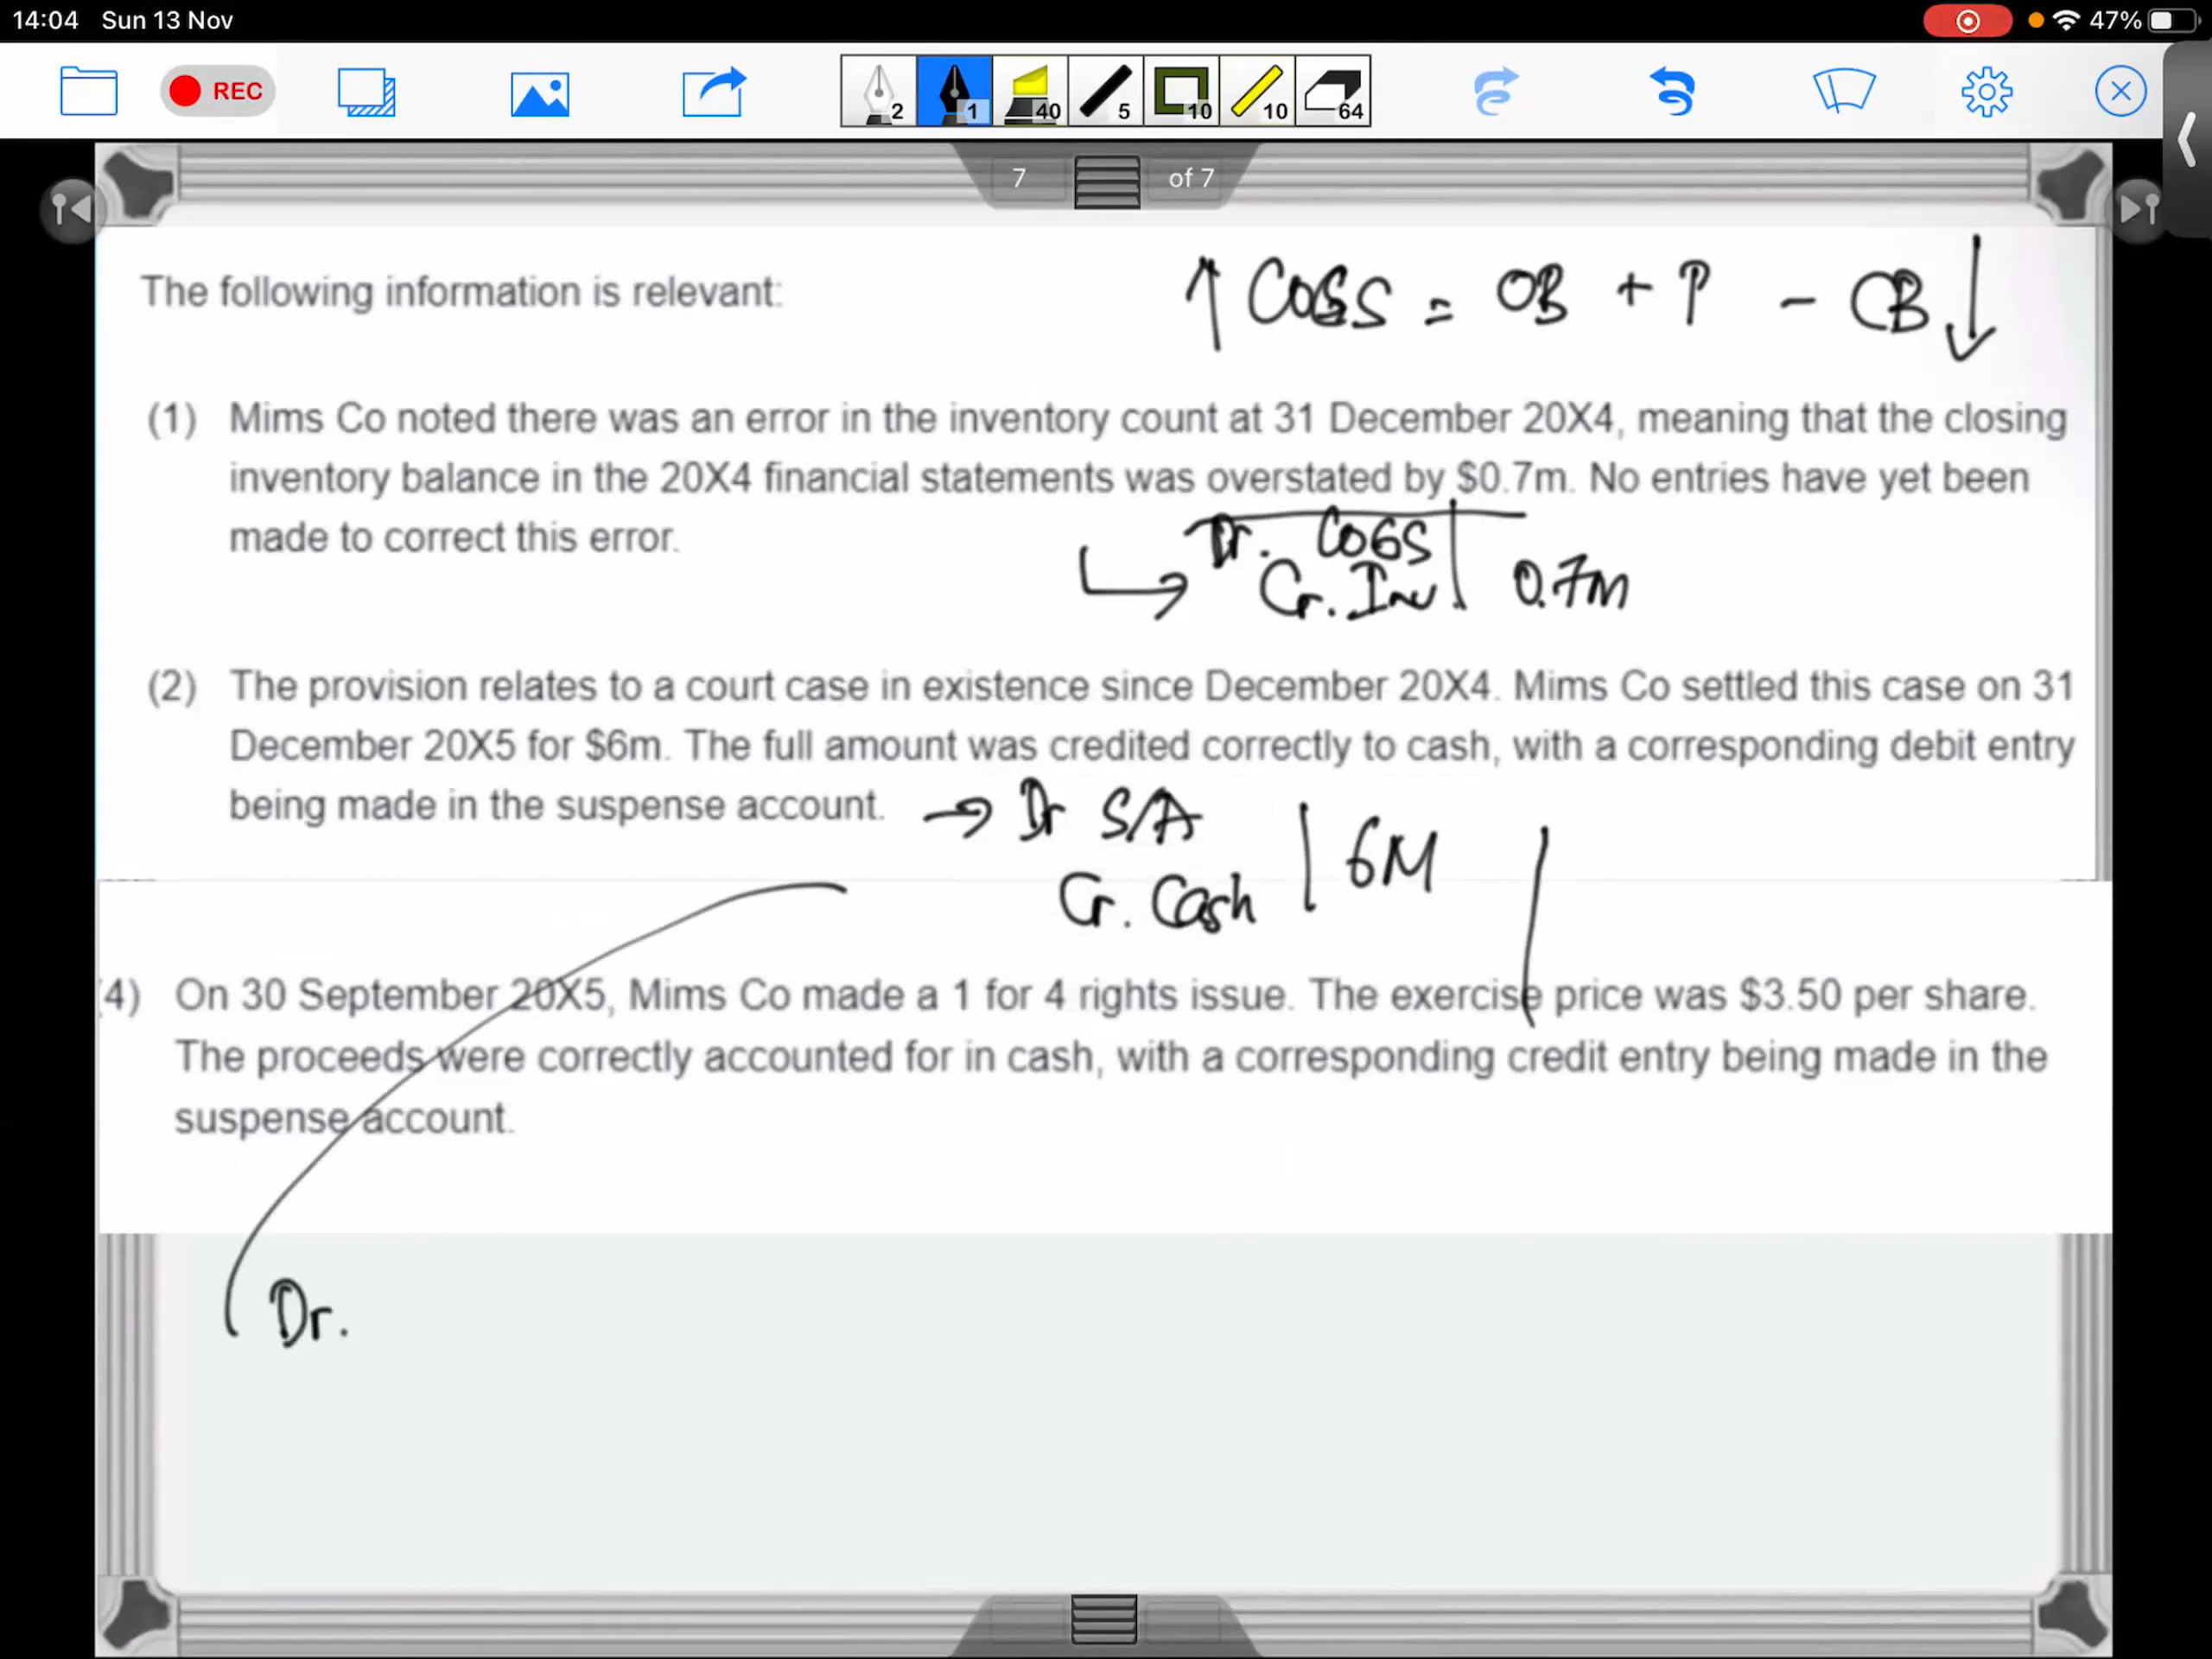 14:04 Sun 13 Nov
47%
REC
2 1 40 5 10 10 64
7 of 7
The following information is relevant:
↑ COGS = OB + P - CB ↓
(1) Mims Co noted there was an error in the inventory count at 31 December 20X4, meaning that the closing
inventory balance in the 20X4 financial statements was overstated by $0.7m. No entries have yet been
made to correct this error.
Dr. COGS
Cr. Inv 0.7M
(2) The provision relates to a court case in existence since December 20X4. Mims Co settled this case on 31
December 20X5 for $6m. The full amount was credited correctly to cash, with a corresponding debit entry
being made in the suspense account.
→ Dr S/A
Cr. Cash 6M
(4) On 30 September 20X5, Mims Co made a 1 for 4 rights issue. The exercise price was $3.50 per share.
The proceeds were correctly accounted for in cash, with a corresponding credit entry being made in the
suspense account.
Dr.